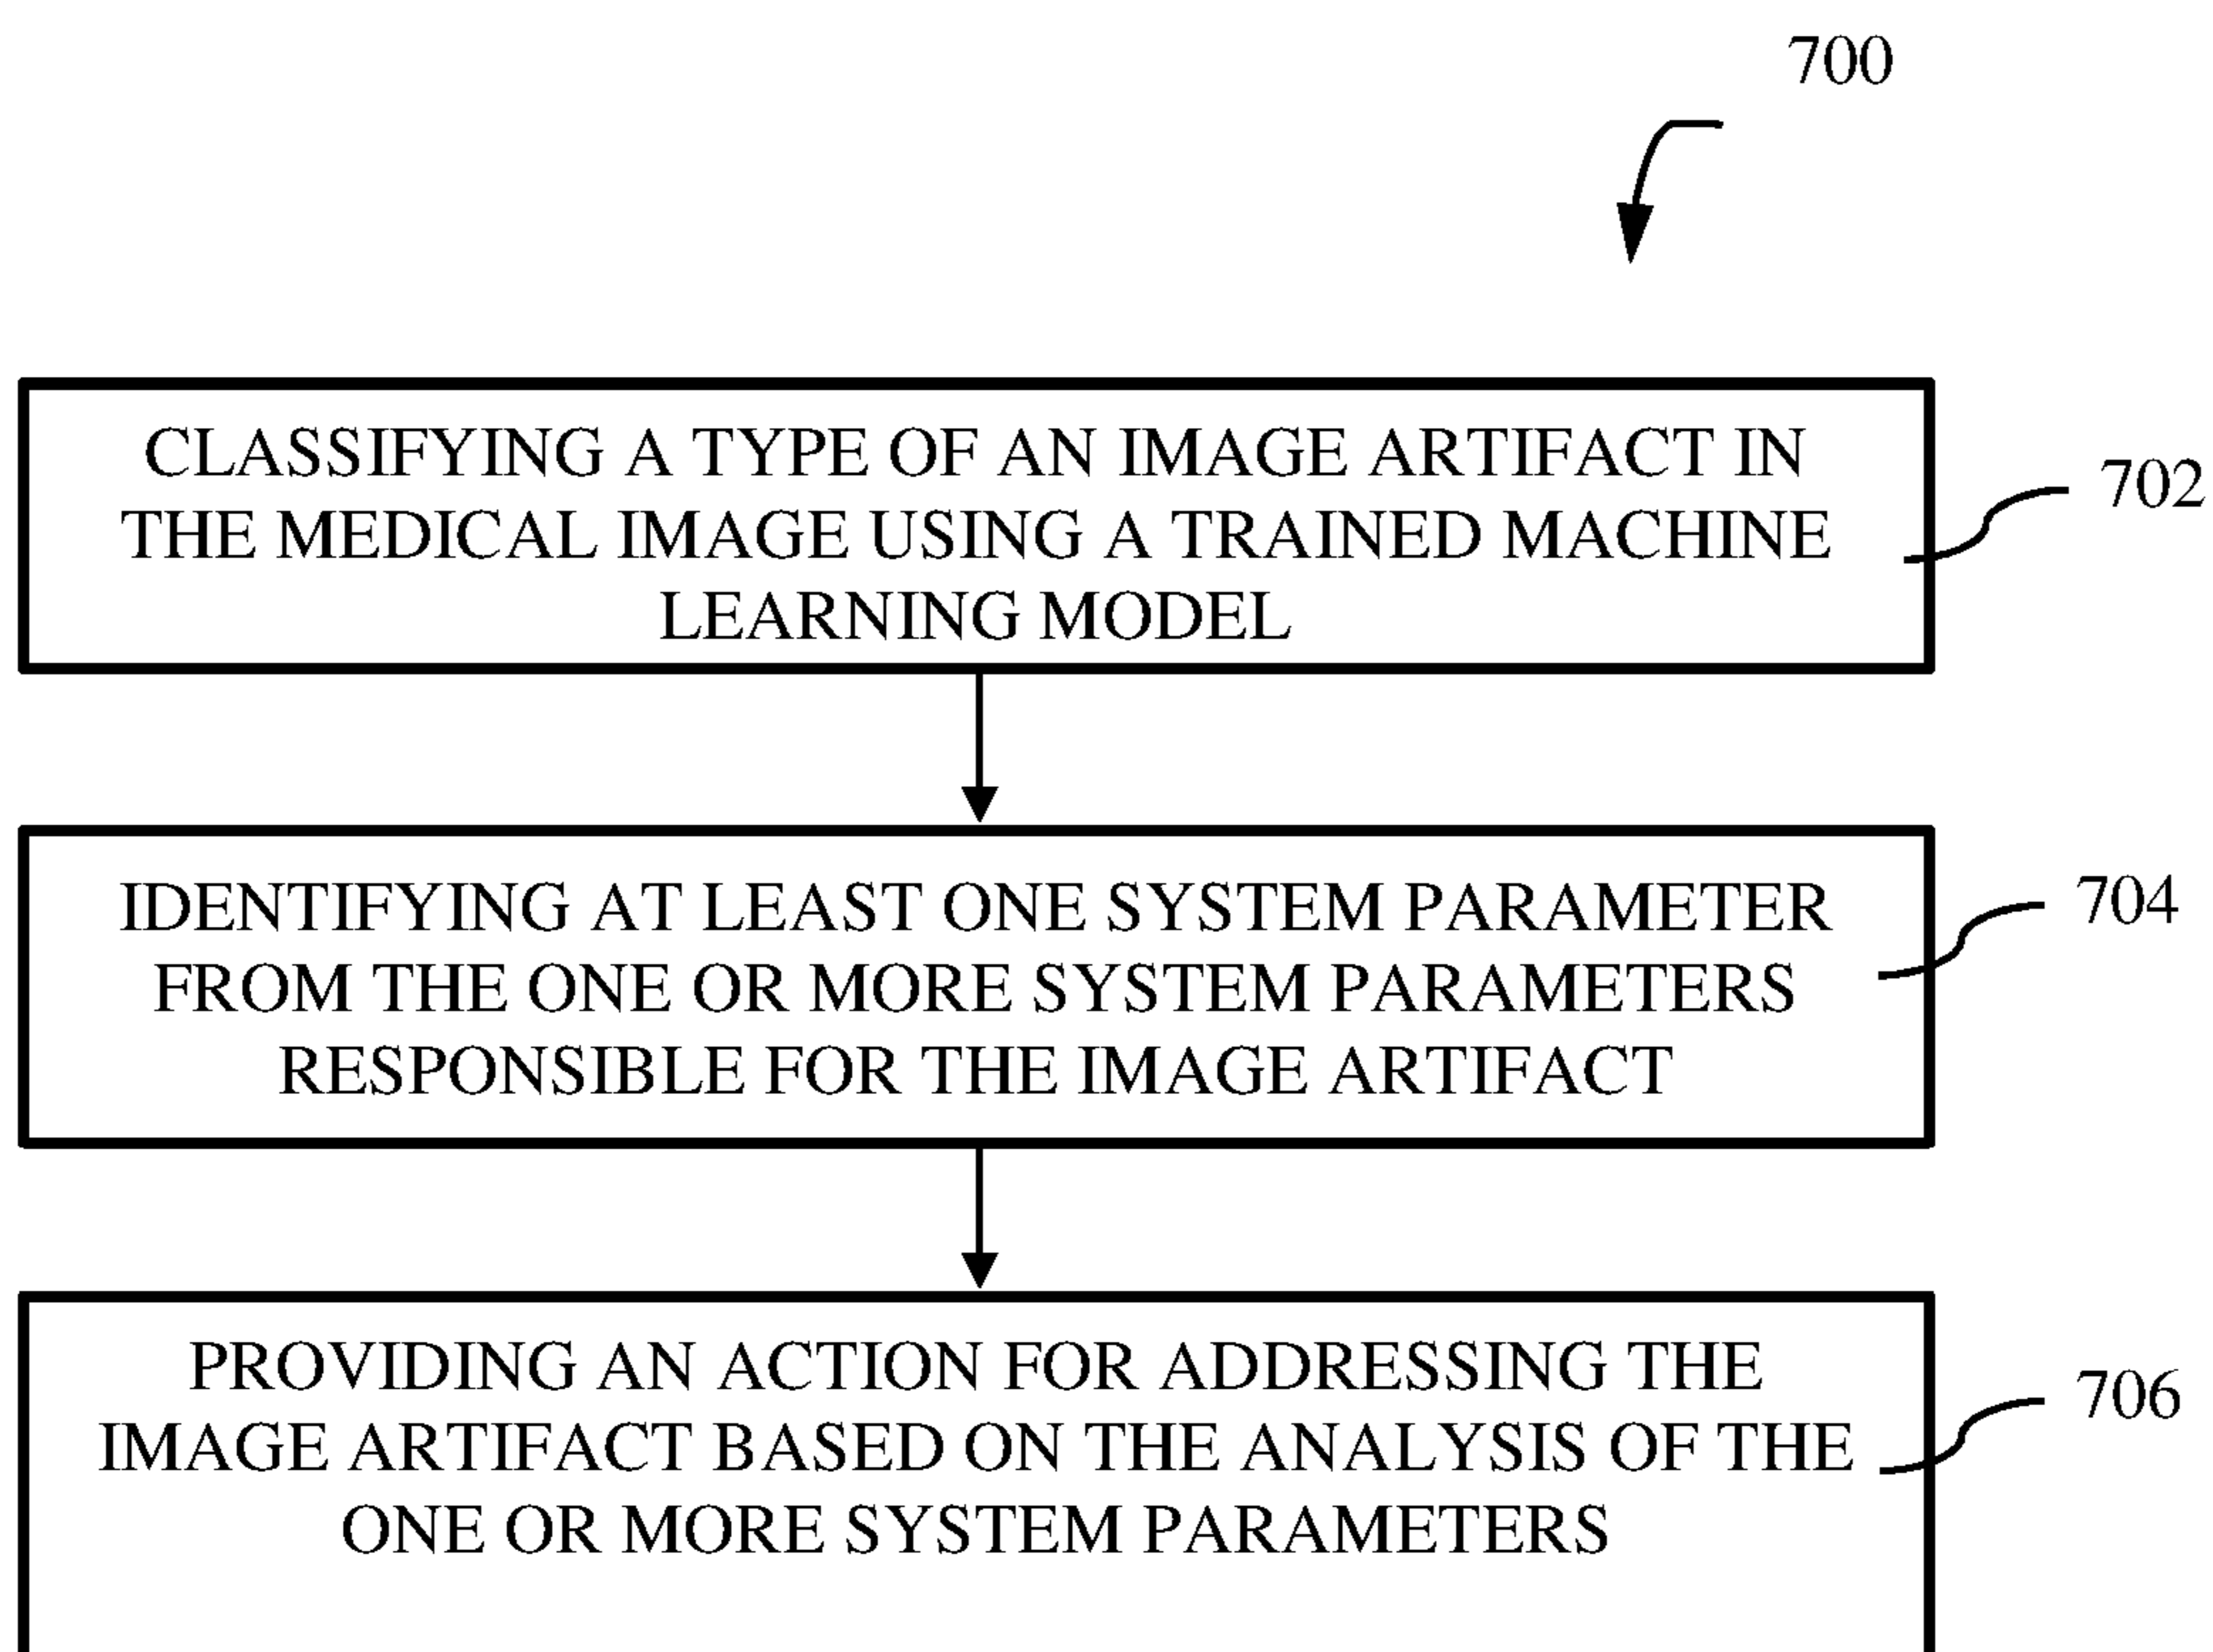 700
CLASSIFYING A TYPE OF AN IMAGE ARTIFACT IN
THE MEDICAL IMAGE USING A TRAINED MACHINE
LEARNING MODEL
702
IDENTIFYING AT LEAST ONE SYSTEM PARAMETER
FROM THE ONE OR MORE SYSTEM PARAMETERS
RESPONSIBLE FOR THE IMAGE ARTIFACT
704
PROVIDING AN ACTION FOR ADDRESSING THE
IMAGE ARTIFACT BASED ON THE ANALYSIS OF THE
ONE OR MORE SYSTEM PARAMETERS
706